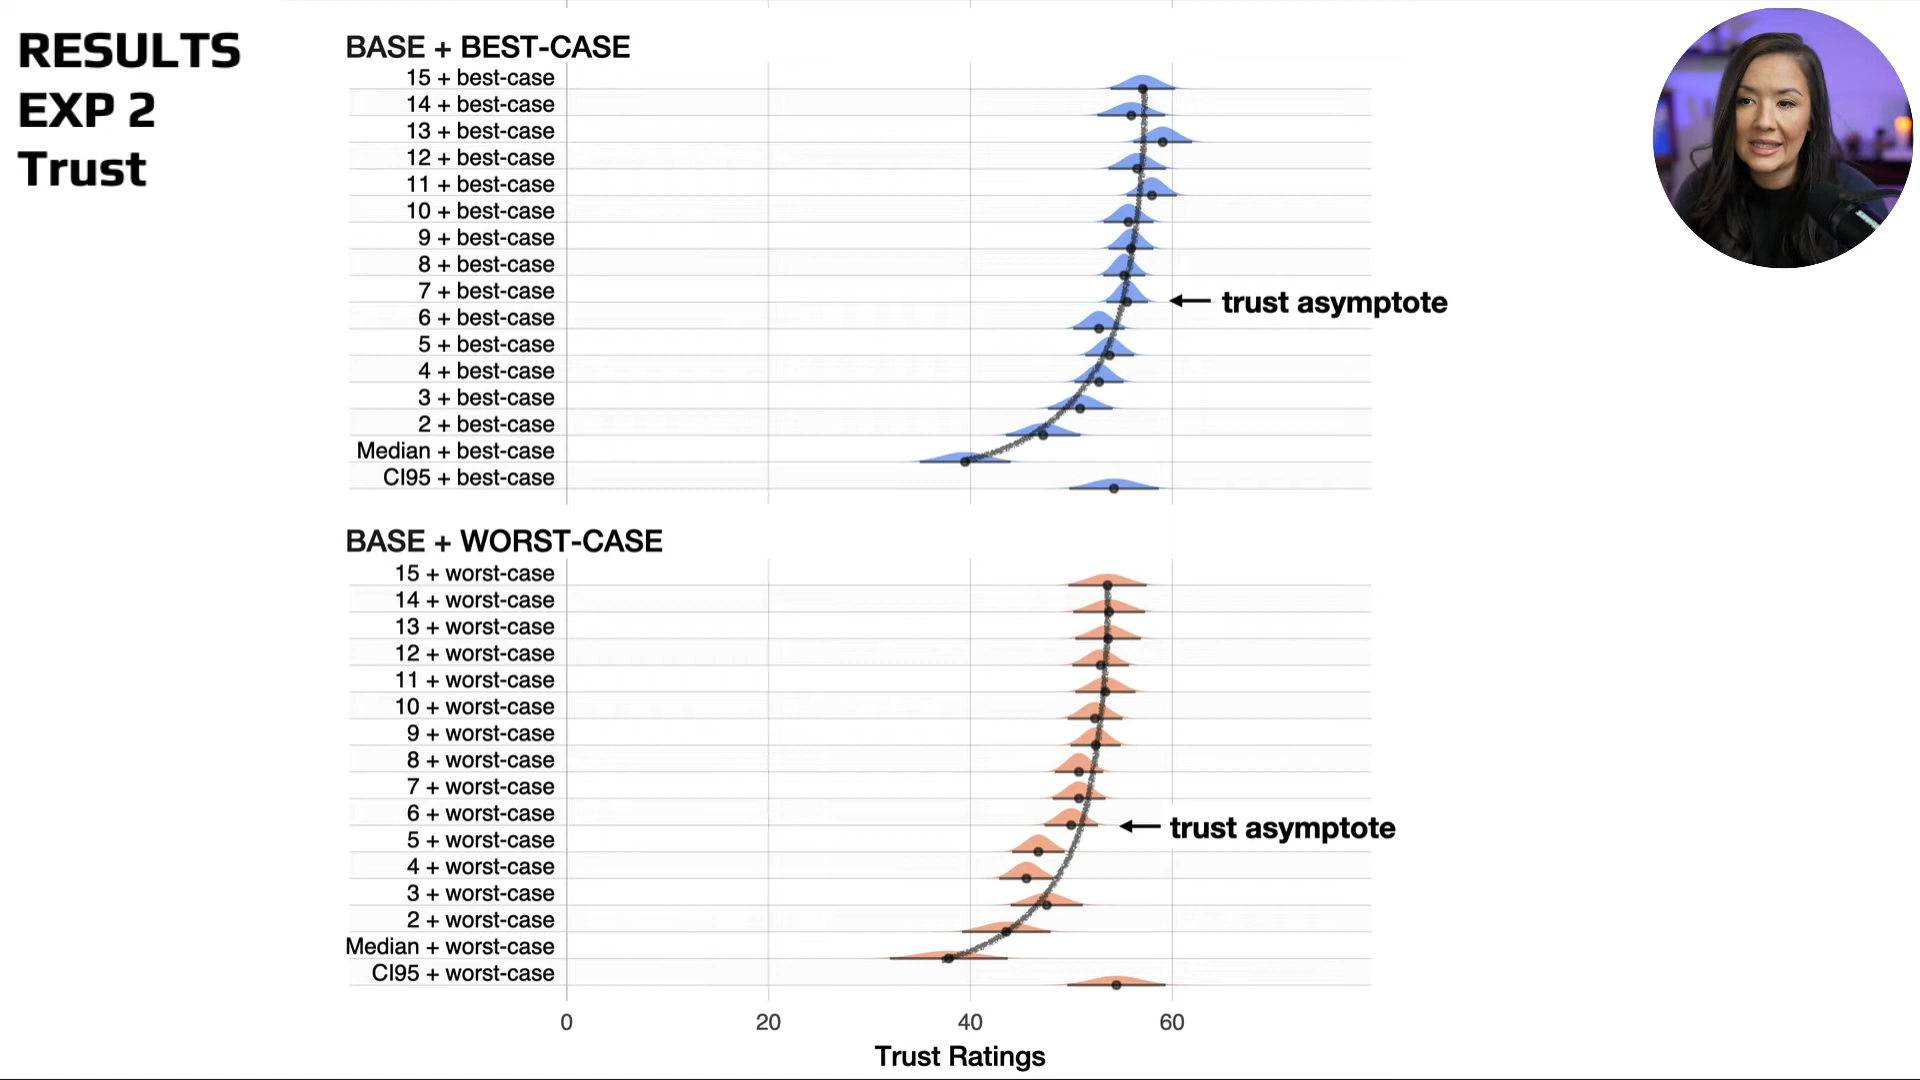 RESULTS
EXP 2
Trust
BASE + BEST-CASE
15 + best-case
14 + best-case
13 + best-case
12 + best-case
11 + best-case
10 + best-case
9 + best-case
8 + best-case
7 + best-case
trust asymptote
6 + best-case
5 + best-case
4 + best-case
3 + best-case
2 + best-case
Median + best-case
CI95 + best-case
BASE + WORST-CASE
15 + worst-case
14 + worst-case
13 + worst-case
12 + worst-case
11 + worst-case
10 + worst-case
9 + worst-case
8 + worst-case
7 + worst-case
6 + worst-case
trust asymptote
5 + worst-case
4 + worst-case
3 + worst-case
2 + worst-case
Median + worst-case
CI95 + worst-case
0 20 40 60
Trust Ratings